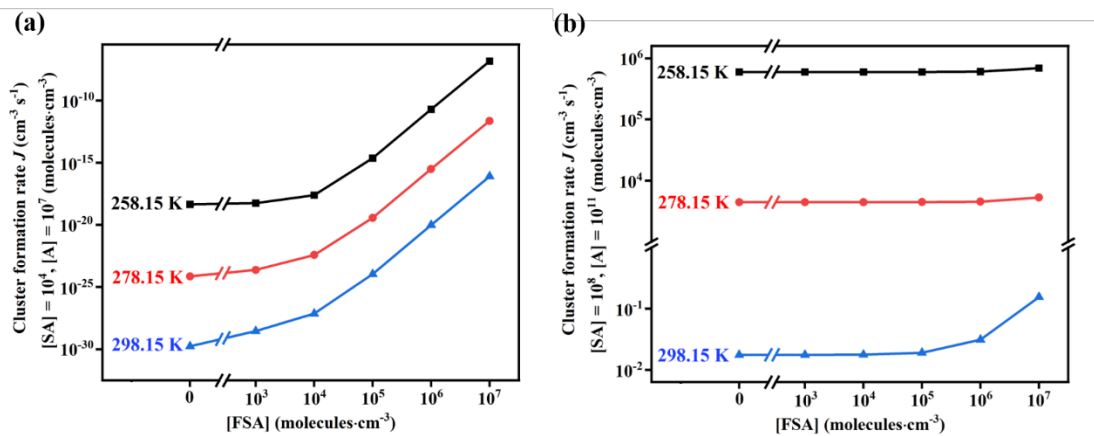 (a)
Cluster formation rate J (cm⁻³ s⁻¹)
[SA] = 10⁴, [A] = 10⁷ (molecules·cm⁻³)
10⁻¹⁰
10⁻¹⁵
10⁻²⁰
10⁻²⁵
10⁻³⁰
258.15 K
278.15 K
298.15 K
0 10³ 10⁴ 10⁵ 10⁶ 10⁷
[FSA] (molecules·cm⁻³)
(b)
Cluster formation rate J (cm⁻³ s⁻¹)
[SA] = 10⁸, [A] = 10¹¹ (molecules·cm⁻³)
10⁶
10⁵
10⁴
10⁻¹
10⁻²
258.15 K
278.15 K
298.15 K
0 10³ 10⁴ 10⁵ 10⁶ 10⁷
[FSA] (molecules·cm⁻³)